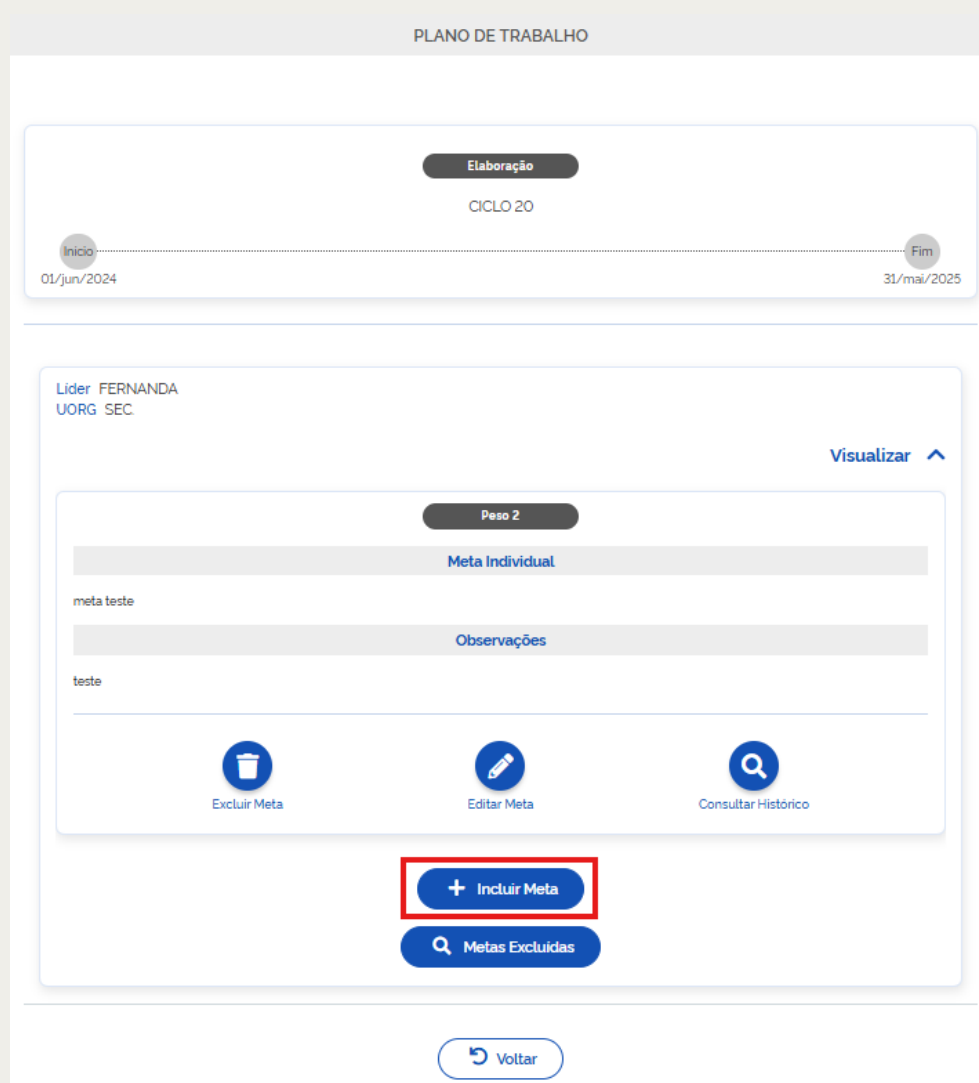 PLANO DE TRABALHO
Elaboração
CICLO 20
Inicio Fim
01/jun/2024 31/mai/2025
Líder FERNANDA
UORG SEC.
Visualizar
Peso 2
Meta Individual
meta teste
Observações
teste
Excluir Meta Editar Meta Consultar Histórico
+ Incluir Meta
Metas Excluídas
Voltar